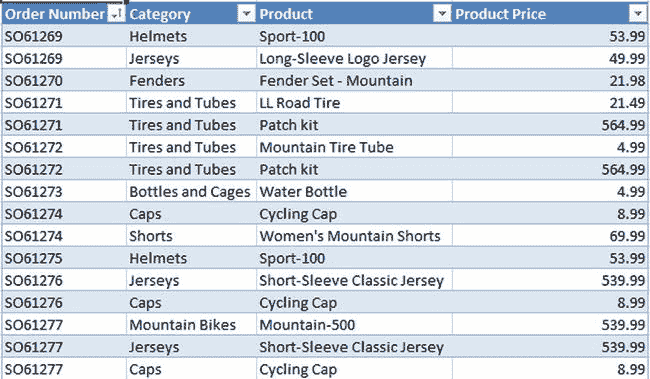 Order Number Category Product Product Price
SO61269 Helmets Sport-100 53.99
SO61269 Jerseys Long-Sleeve Logo Jersey 49.99
SO61270 Fenders Fender Set - Mountain 21.98
SO61271 Tires and Tubes LL Road Tire 21.49
SO61271 Tires and Tubes Patch kit 564.99
SO61272 Tires and Tubes Mountain Tire Tube 4.99
SO61272 Tires and Tubes Patch kit 564.99
SO61273 Bottles and Cages Water Bottle 4.99
SO61274 Caps Cycling Cap 8.99
SO61274 Shorts Women's Mountain Shorts 69.99
SO61275 Helmets Sport-100 53.99
SO61276 Jerseys Short-Sleeve Classic Jersey 539.99
SO61276 Caps Cycling Cap 8.99
SO61277 Mountain Bikes Mountain-500 539.99
SO61277 Jerseys Short-Sleeve Classic Jersey 539.99
SO61277 Caps Cycling Cap 8.99